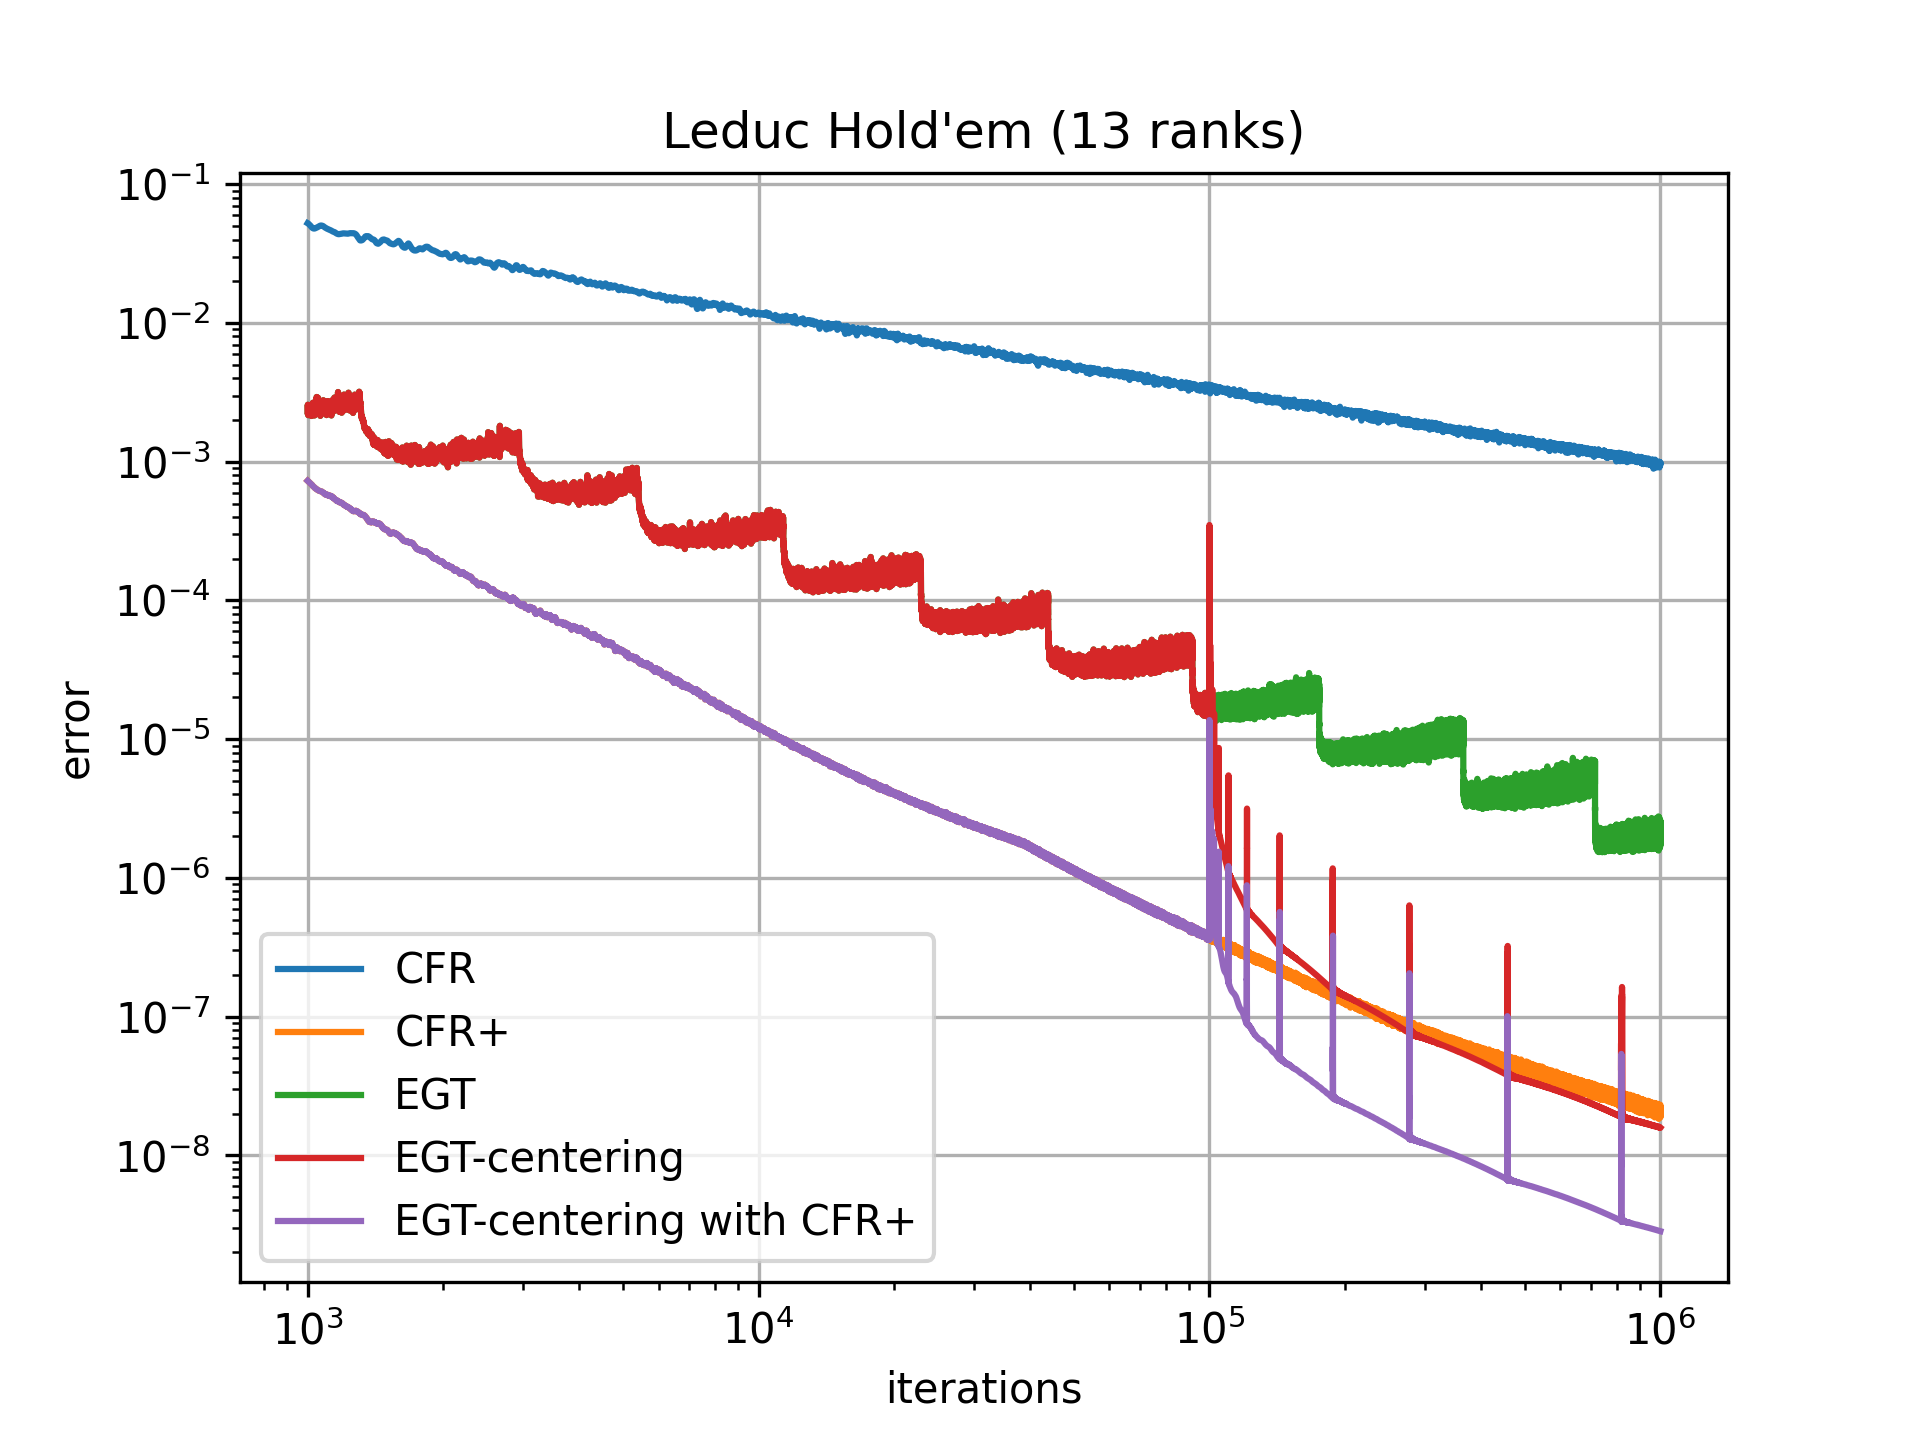 Leduc Hold'em (13 ranks)
10⁻¹
10⁻²
10⁻³
10⁻⁴
10⁻⁵
10⁻⁶
10⁻⁷
10⁻⁸
error
CFR
CFR+
EGT
EGT-centering
EGT-centering with CFR+
10³ 10⁴ 10⁵ 10⁶
iterations